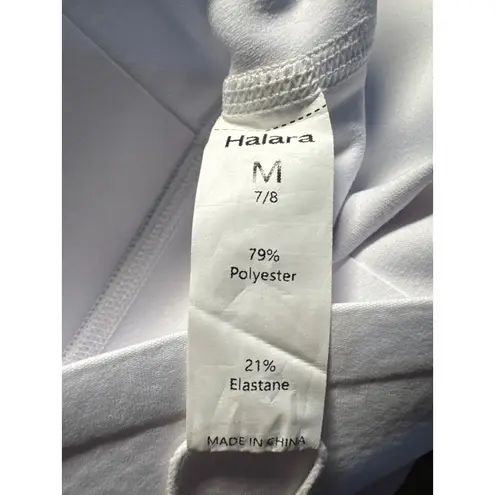 Halara
M
7/8
79%
Polyester
21%
Elastane
MADE IN CHINA